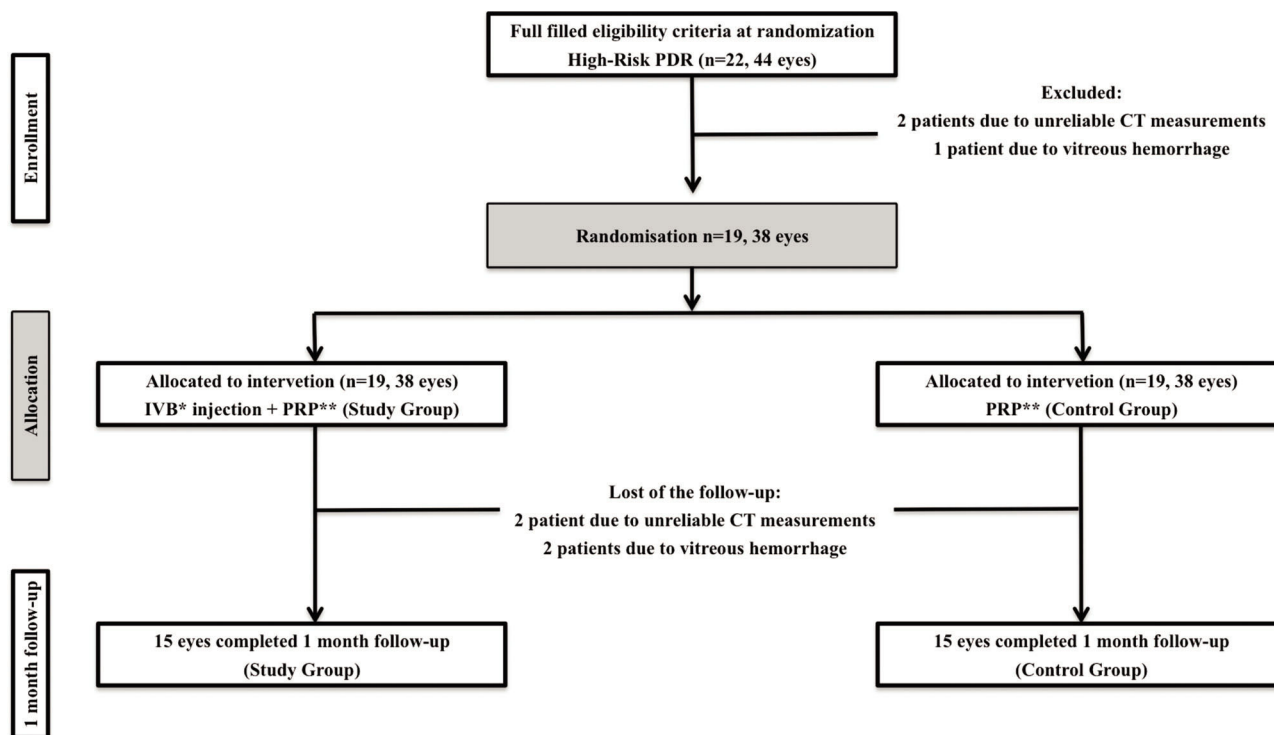 Enrollment
Full filled eligibility criteria at randomization
High-Risk PDR (n=22, 44 eyes)
Excluded:
2 patients due to unreliable CT measurements
1 patient due to vitreous hemorrhage
Randomisation n=19, 38 eyes
Allocation
Allocated to intervetion (n=19, 38 eyes)
IVB* injection + PRP** (Study Group)
Allocated to intervetion (n=19, 38 eyes)
PRP** (Control Group)
Lost of the follow-up:
2 patient due to unreliable CT measurements
2 patients due to vitreous hemorrhage
1 month follow-up
15 eyes completed 1 month follow-up
(Study Group)
15 eyes completed 1 month follow-up
(Control Group)